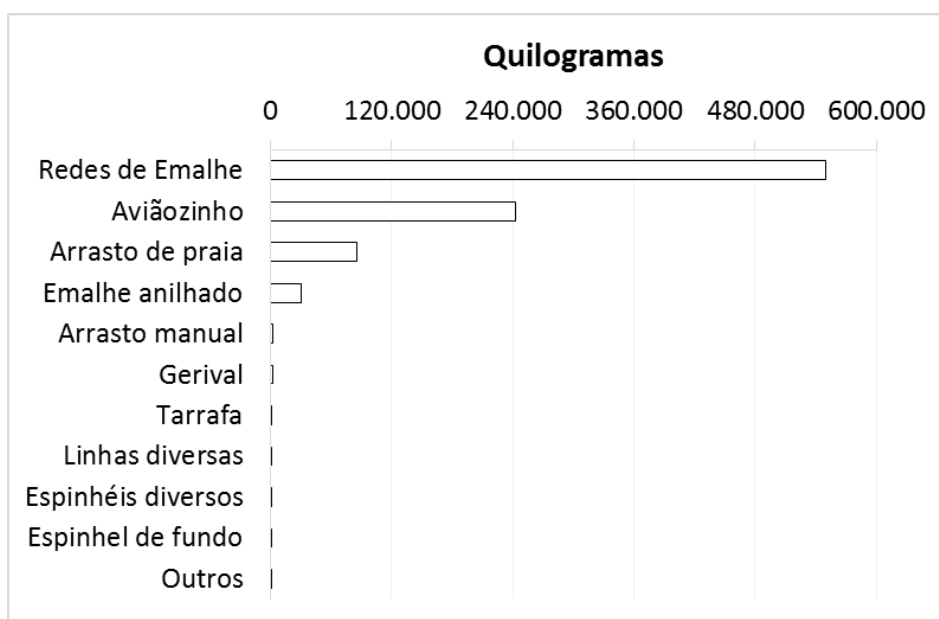 Quilogramas
0 120.000 240.000 360.000 480.000 600.000
Redes de Emalhe
Aviãozinho
Arrasto de praia
Emalhe anilhado
Arrasto manual
Gerival
Tarrafa
Linhas diversas
Espinhéis diversos
Espinhel de fundo
Outros